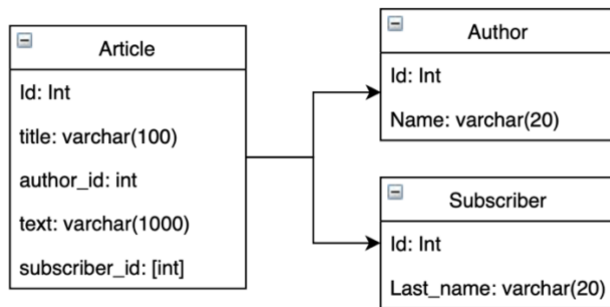 Article
Id: Int
title: varchar(100)
author_id: int
text: varchar(1000)
subscriber_id: [int]
Author
Id: Int
Name: varchar(20)
Subscriber
Id: Int
Last_name: varchar(20)